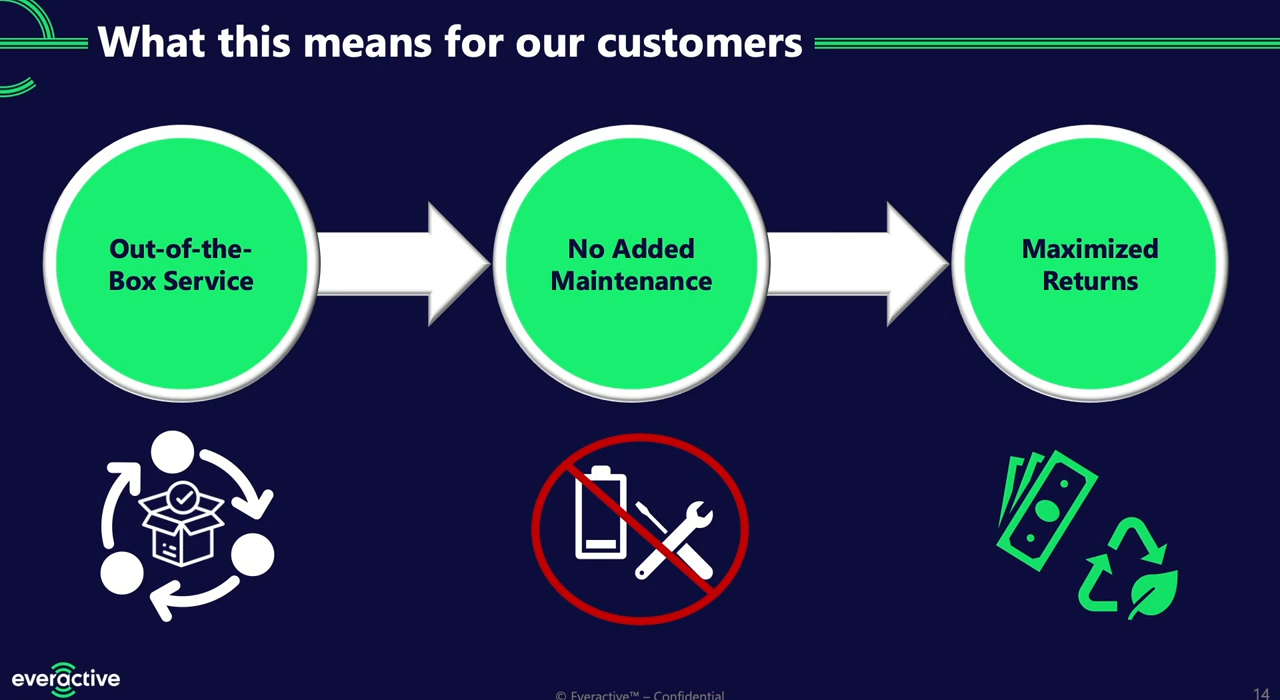 What this means for our customers
Out-of-the-
Box Service
No Added
Maintenance
Maximized
Returns
everactive
© Everactive™ – Confidential
14